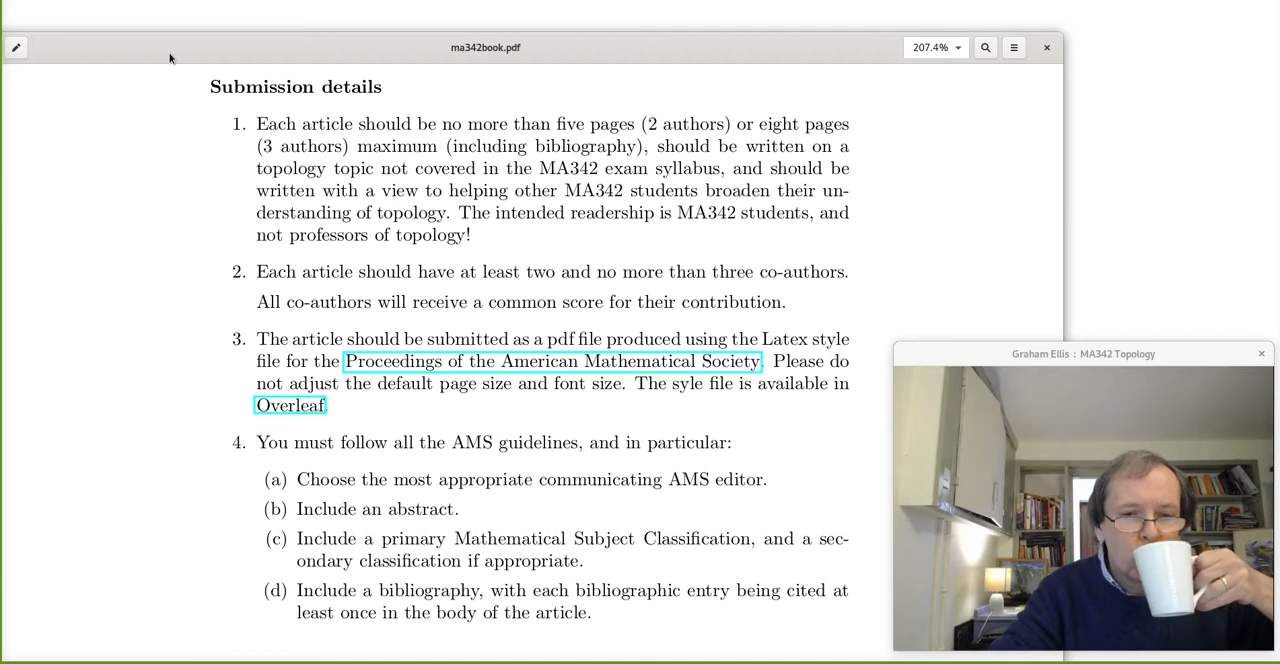 ma342book.pdf
207.4%
Submission details
1. Each article should be no more than five pages (2 authors) or eight pages
(3 authors) maximum (including bibliography), should be written on a
topology topic not covered in the MA342 exam syllabus, and should be
written with a view to helping other MA342 students broaden their un-
derstanding of topology. The intended readership is MA342 students, and
not professors of topology!
2. Each article should have at least two and no more than three co-authors.
All co-authors will receive a common score for their contribution.
3. The article should be submitted as a pdf file produced using the Latex style
file for the Proceedings of the American Mathematical Society. Please do
not adjust the default page size and font size. The syle file is available in
Overleaf.
4. You must follow all the AMS guidelines, and in particular:
(a) Choose the most appropriate communicating AMS editor.
(b) Include an abstract.
(c) Include a primary Mathematical Subject Classification, and a sec-
ondary classification if appropriate.
(d) Include a bibliography, with each bibliographic entry being cited at
least once in the body of the article.
Graham Ellis : MA342 Topology